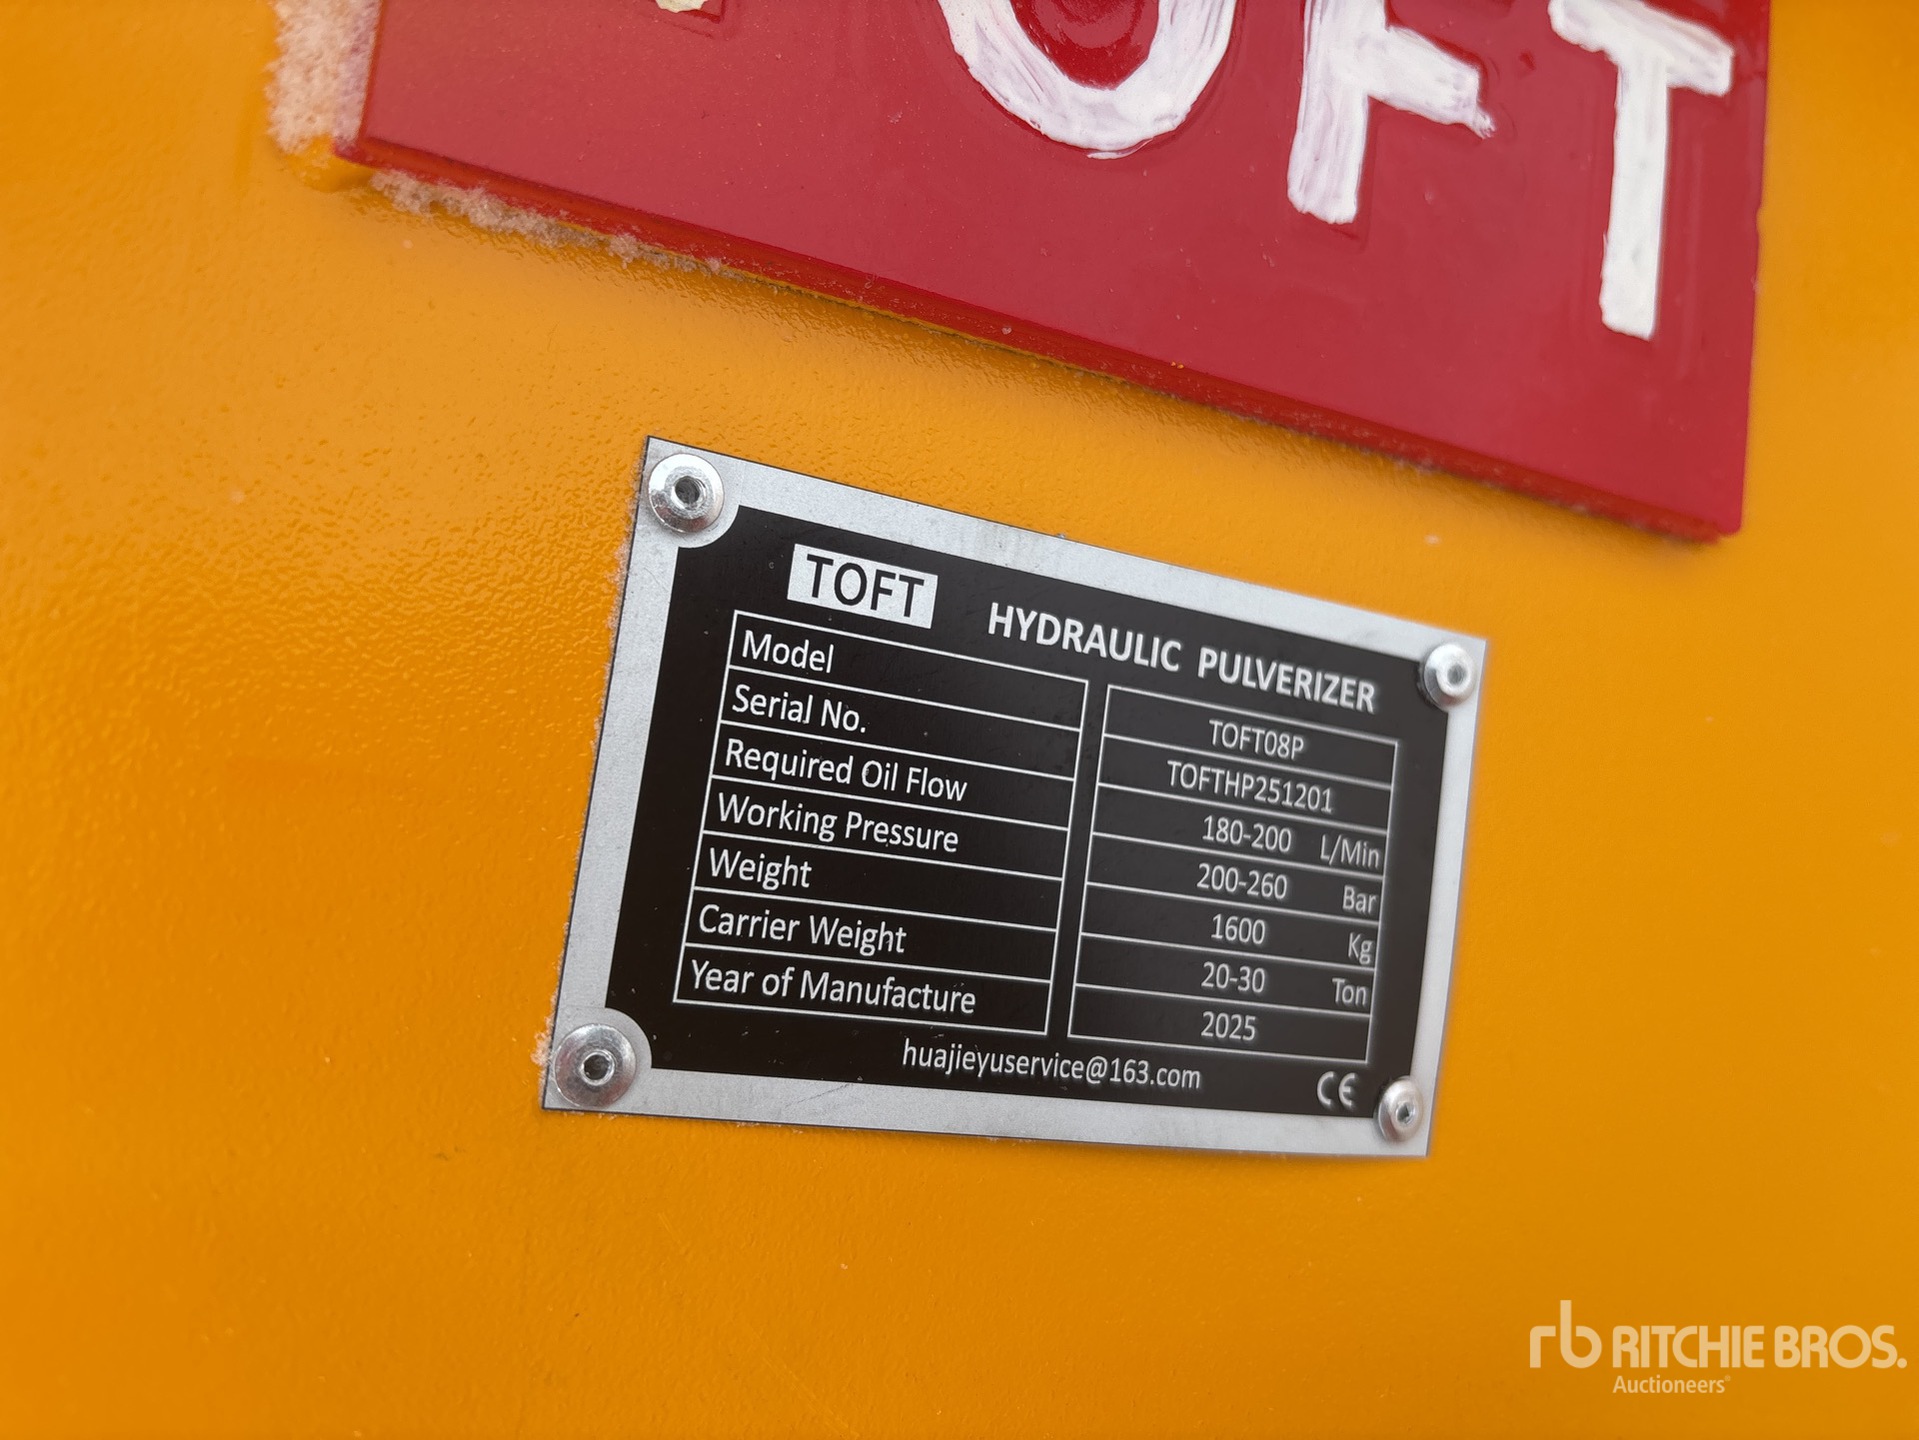 TOFT
TOFT HYDRAULIC PULVERIZER
Model TOFT08P
Serial No. TOFTHP251201
Required Oil Flow 180-200 L/Min
Working Pressure 200-260 Bar
Weight 1600 Kg
Carrier Weight 20-30 Ton
Year of Manufacture 2025
huajieyuservice@163.com CE
rb RITCHIE BROS.
Auctioneers